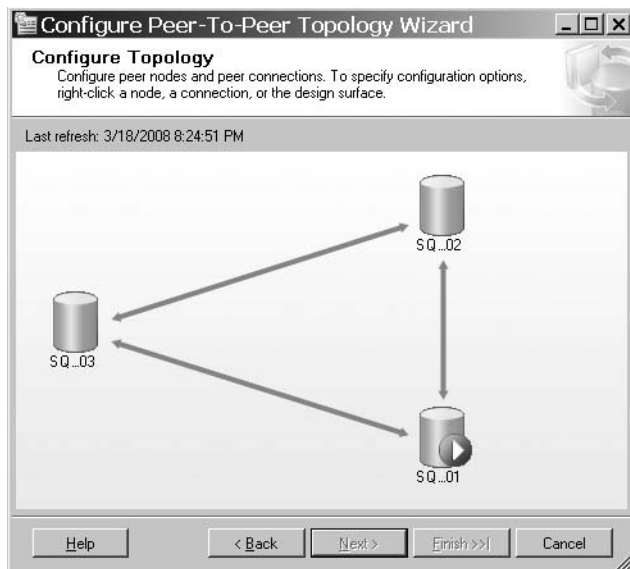 Configure Peer-To-Peer Topology Wizard
Configure Topology
Configure peer nodes and peer connections. To specify configuration options,
right-click a node, a connection, or the design surface.
Last refresh: 3/18/2008 8:24:51 PM
SQ...02
SQ...03
SQ...01
Help
< Back
Next >
Finish >>|
Cancel